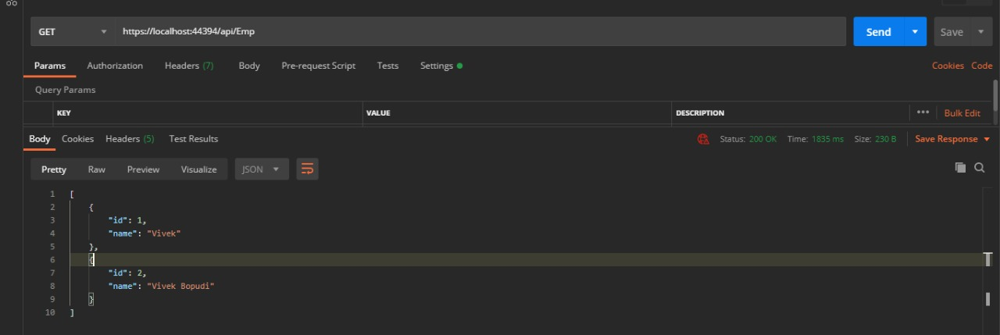 GET https://localhost:44394/api/Emp Send Save
Params Authorization Headers (7) Body Pre-request Script Tests Settings Cookies Code
Query Params
KEY VALUE DESCRIPTION ••• Bulk Edit
Body Cookies Headers (5) Test Results Status: 200 OK Time: 1835 ms Size: 230 B Save Response
Pretty Raw Preview Visualize JSON
1 [
2 {
3 "id": 1,
4 "name": "Vivek"
5 },
6 {
7 "id": 2,
8 "name": "Vivek Bopudi"
9 }
10 ]